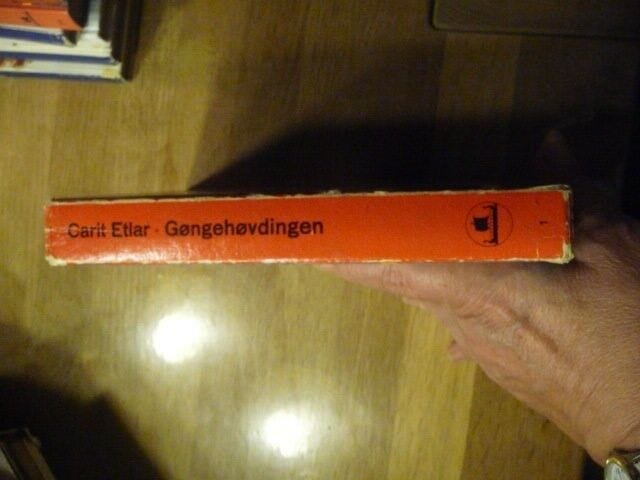 Carit Etlar · Gøngehøvdingen
1